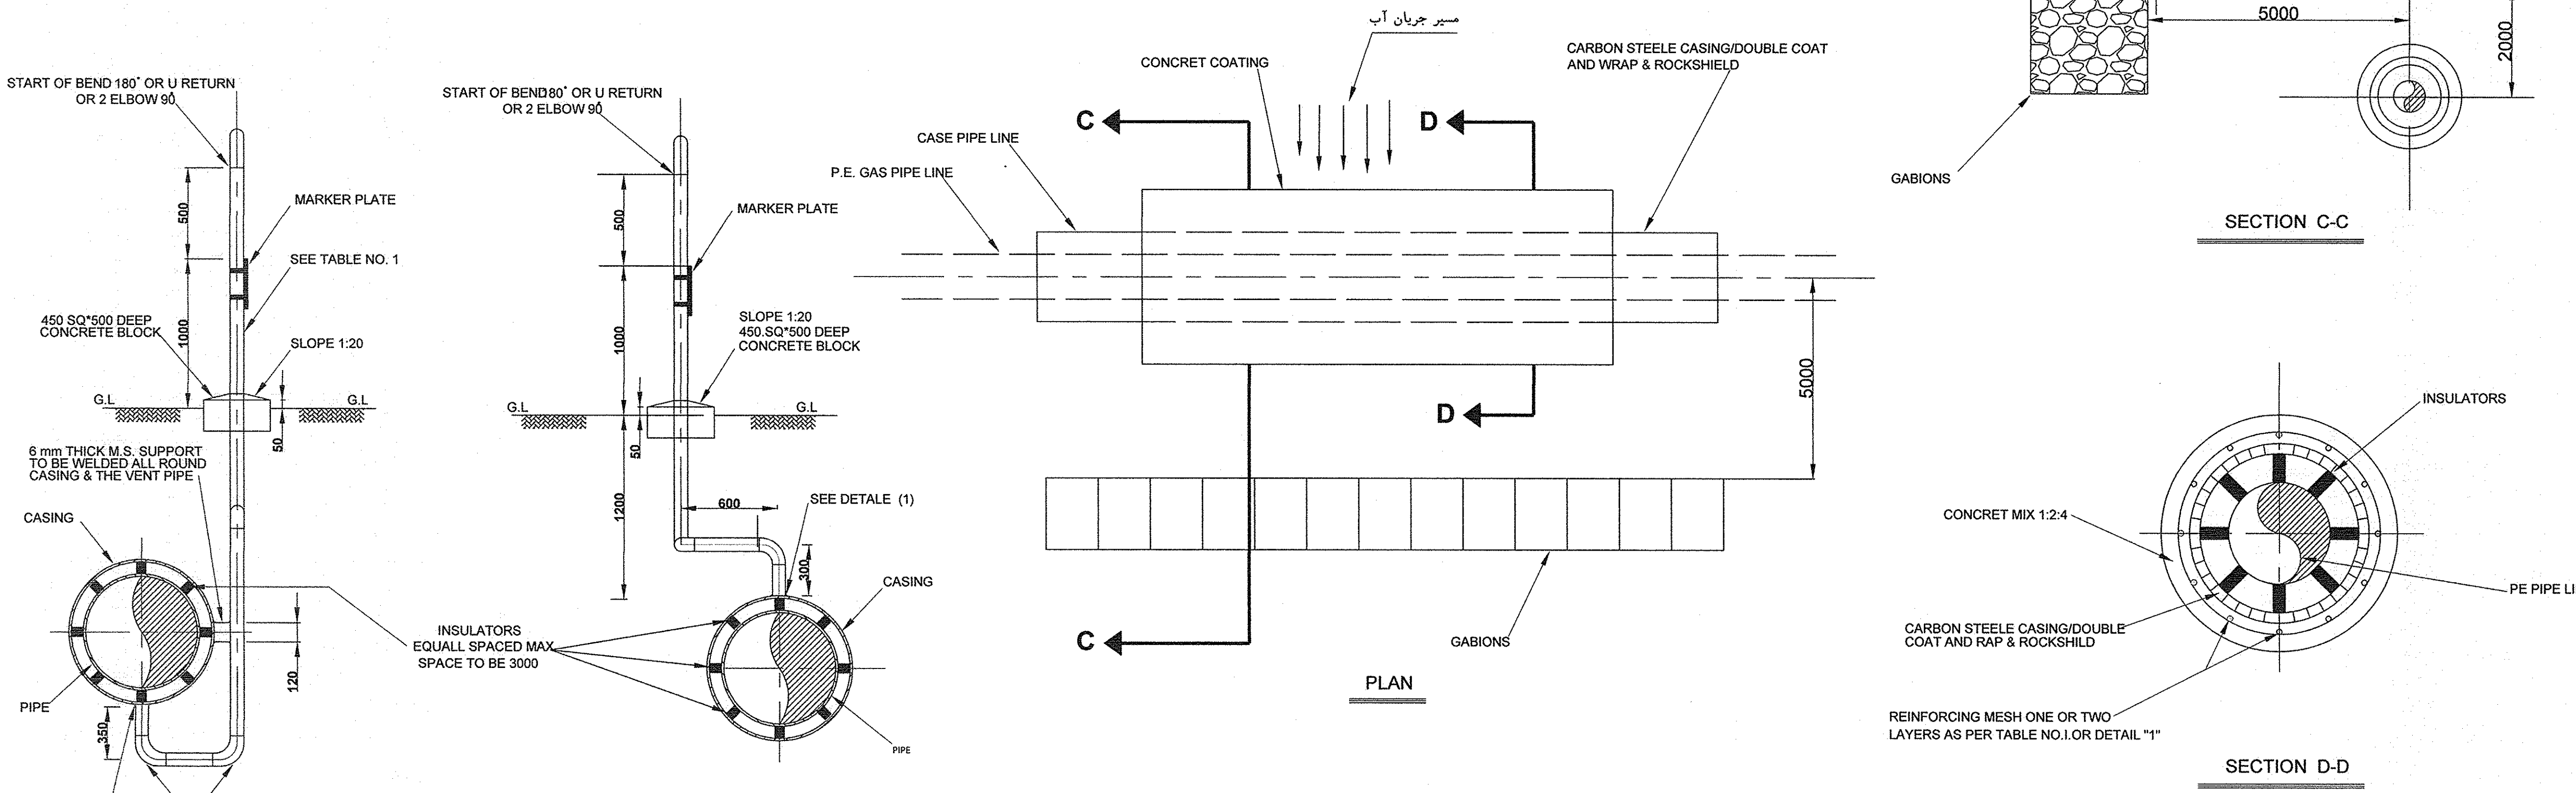 START OF BEND 180° OR U RETURN
OR 2 ELBOW 90°
500
MARKER PLATE
SEE TABLE NO. 1
1000
450 SQ*500 DEEP
CONCRETE BLOCK
SLOPE 1:20
G.L
G.L
50
6 mm THICK M.S. SUPPORT
TO BE WELDED ALL ROUND
CASING & THE VENT PIPE
CASING
120
PIPE
350
INSULATORS
EQUALL SPACED MAX
SPACE TO BE 3000
START OF BEND180° OR U RETURN
OR 2 ELBOW 90°
500
MARKER PLATE
1000
SLOPE 1:20
450.SQ*500 DEEP
CONCRETE BLOCK
G.L
G.L
50
1200
600
SEE DETALE (1)
300
CASING
PIPE
مسیر جریان آب
CONCRET COATING
CARBON STEELE CASING/DOUBLE COAT
AND WRAP & ROCKSHIELD
C
D
CASE PIPE LINE
P.E. GAS PIPE LINE
5000
D
C
GABIONS
PLAN
5000
2000
GABIONS
SECTION C-C
INSULATORS
CONCRET MIX 1:2:4
PE PIPE LI
CARBON STEELE CASING/DOUBLE
COAT AND RAP & ROCKSHILD
REINFORCING MESH ONE OR TWO
LAYERS AS PER TABLE NO.I.OR DETAIL "1"
SECTION D-D